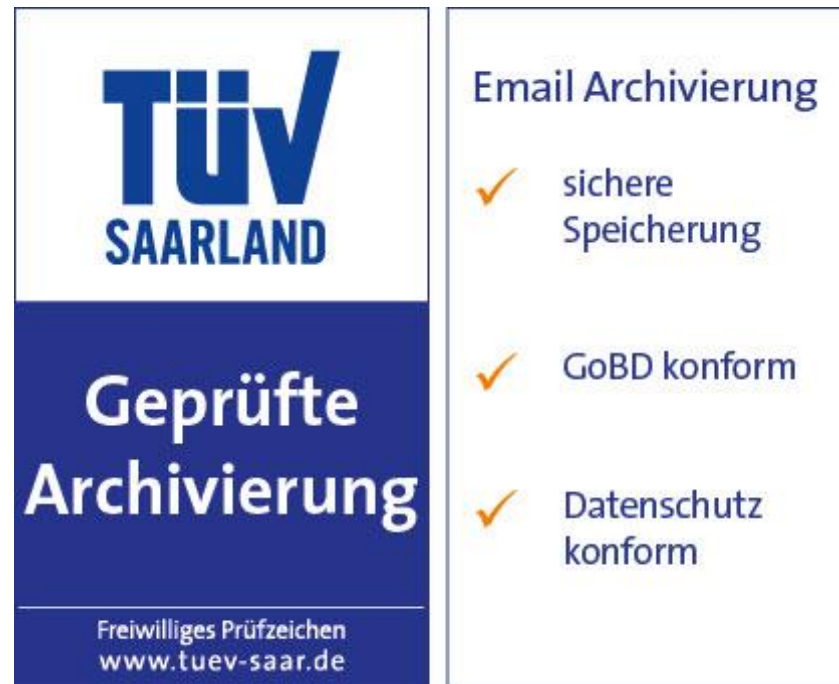 TÜV
SAARLAND
Geprüfte
Archivierung
Freiwilliges Prüfzeichen
www.tuev-saar.de
Email Archivierung
sichere
Speicherung
GoBD konform
Datenschutz
konform